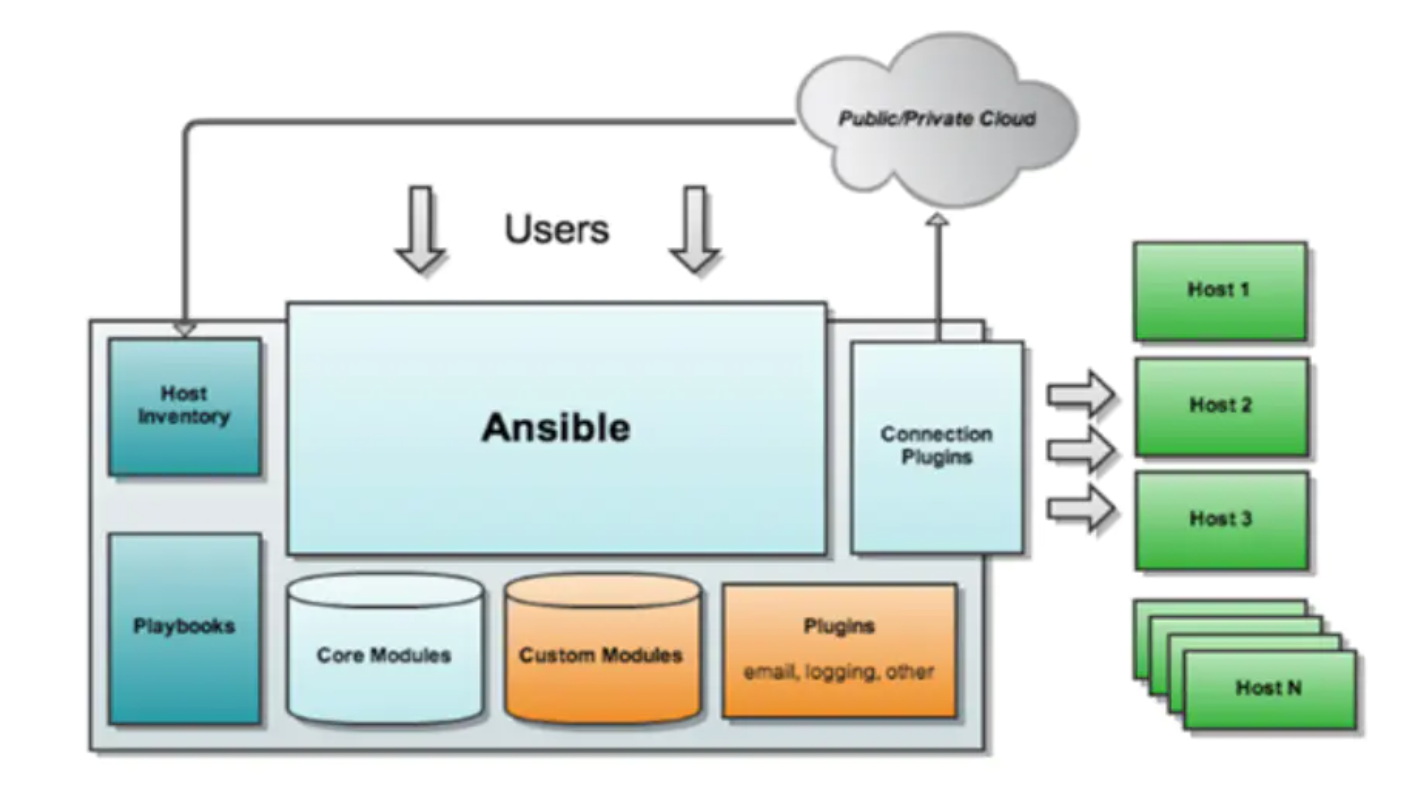 Public/Private Cloud
Users
Host 1
Host
Inventory
Ansible
Connection
Plugins
Host 2
Host 3
Playbooks
Core Modules
Custom Modules
Plugins
email, logging, other
Host N